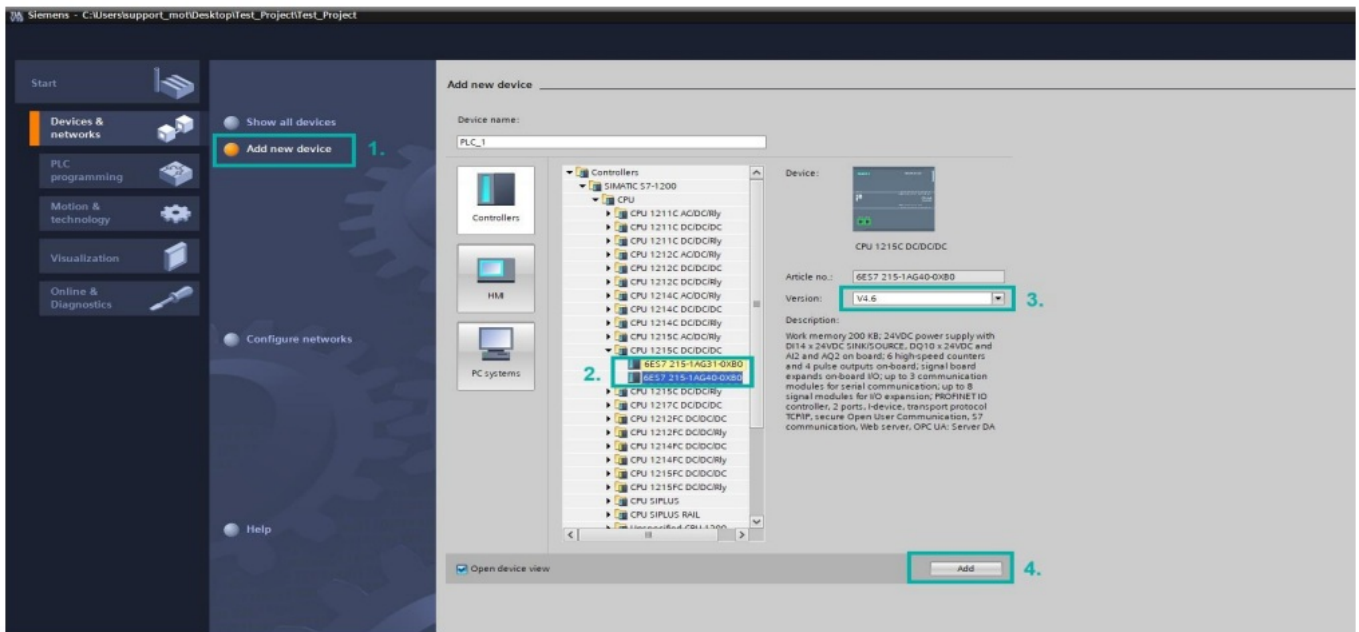 Siemens - C:\Users\support_mot\Desktop\Test_Project\Test_Project
Start
Devices &
networks
PLC
programming
Motion &
technology
Visualization
Online &
Diagnostics
Show all devices
Add new device
1.
Configure networks
Help
Add new device
Device name:
PLC_1
Controllers
HMI
PC systems
Controllers
SIMATIC S7-1200
CPU
CPU 1211C AC/DC/Rly
CPU 1211C DC/DC/DC
CPU 1211C DC/DC/Rly
CPU 1212C AC/DC/Rly
CPU 1212C DC/DC/DC
CPU 1212C DC/DC/Rly
CPU 1214C AC/DC/Rly
CPU 1214C DC/DC/DC
CPU 1214C DC/DC/Rly
CPU 1215C AC/DC/Rly
CPU 1215C DC/DC/DC
6ES7 215-1AG31-0XB0
2.
6ES7 215-1AG40-0XB0
CPU 1215C DC/DC/Rly
CPU 1217C DC/DC/DC
CPU 1212FC DC/DC/DC
CPU 1212FC DC/DC/Rly
CPU 1214FC DC/DC/DC
CPU 1214FC DC/DC/Rly
CPU 1215FC DC/DC/DC
CPU 1215FC DC/DC/Rly
CPU SIPLUS
CPU SIPLUS RAIL
Unspecified CPU 1200
Device:
CPU 1215C DC/DC/DC
Article no.: 6ES7 215-1AG40-0XB0
Version: V4.6
3.
Description:
Work memory 200 KB; 24VDC power supply with
DI14 x 24VDC SINK/SOURCE, DQ10 x 24VDC and
AI2 and AQ2 on board; 6 high-speed counters
and 4 pulse outputs on-board; signal board
expands on-board I/O; up to 3 communication
modules for serial communication; up to 8
signal modules for I/O expansion; PROFINET IO
controller, 2 ports, I-device, transport protocol
TCP/IP, secure Open User Communication, S7
communication, Web server, OPC UA: Server DA
Open device view
Add
4.